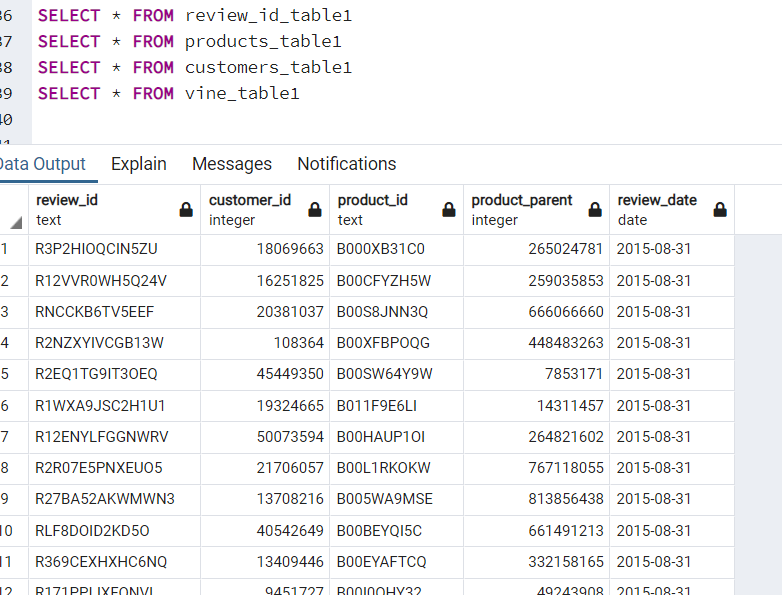 36 SELECT * FROM review_id_table1
37 SELECT * FROM products_table1
38 SELECT * FROM customers_table1
39 SELECT * FROM vine_table1
40
Data Output Explain Messages Notifications
review_id customer_id product_id product_parent review_date
text integer text integer date
1 R3P2HIOQCIN5ZU 18069663 B000XB31C0 265024781 2015-08-31
2 R12VVR0WH5Q24V 16251825 B00CFYZH5W 259035853 2015-08-31
3 RNCCKB6TV5EEF 20381037 B00S8JNN3Q 666066660 2015-08-31
4 R2NZXYIVCGB13W 108364 B00XFBPOQG 448483263 2015-08-31
5 R2EQ1TG9IT3OEQ 45449350 B00SW64Y9W 7853171 2015-08-31
6 R1WXA9JSC2H1U1 19324665 B011F9E6LI 14311457 2015-08-31
7 R12ENYLFGGNWRV 50073594 B00HAUP1OI 264821602 2015-08-31
8 R2R07E5PNXEUO5 21706057 B00L1RKOKW 767118055 2015-08-31
9 R27BA52AKWMWN3 13708216 B005WA9MSE 813856438 2015-08-31
10 RLF8DOID2KD5O 40542649 B00BEYQI5C 661491213 2015-08-31
11 R369CEXHXHC6NQ 13409446 B00EYAFTCQ 332158165 2015-08-31
12 9451727 49243908 2015-08-31